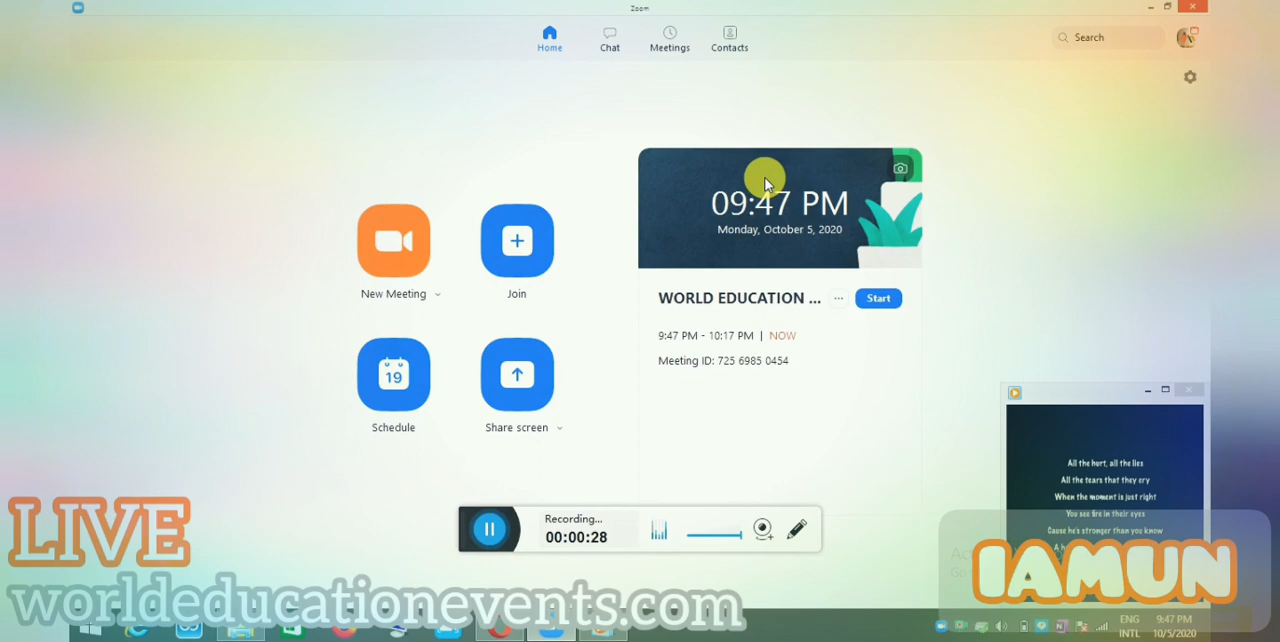 Zoom
Home
Chat
Meetings
Contacts
Search
09:47 PM
Monday, October 5, 2020
New Meeting
Join
WORLD EDUCATION ...
Start
9:47 PM - 10:17 PM | NOW
Meeting ID: 725 6985 0454
19
Schedule
Share screen
All the hurt, all the lies
All the tears that they cry
When the moment is just right
You see fire in their eyes
Cause he's stronger than you know
Recording...
00:00:28
LIVE
worldeducationevents.com
IAMUN
ENG
INTL
9:47 PM
10/5/2020